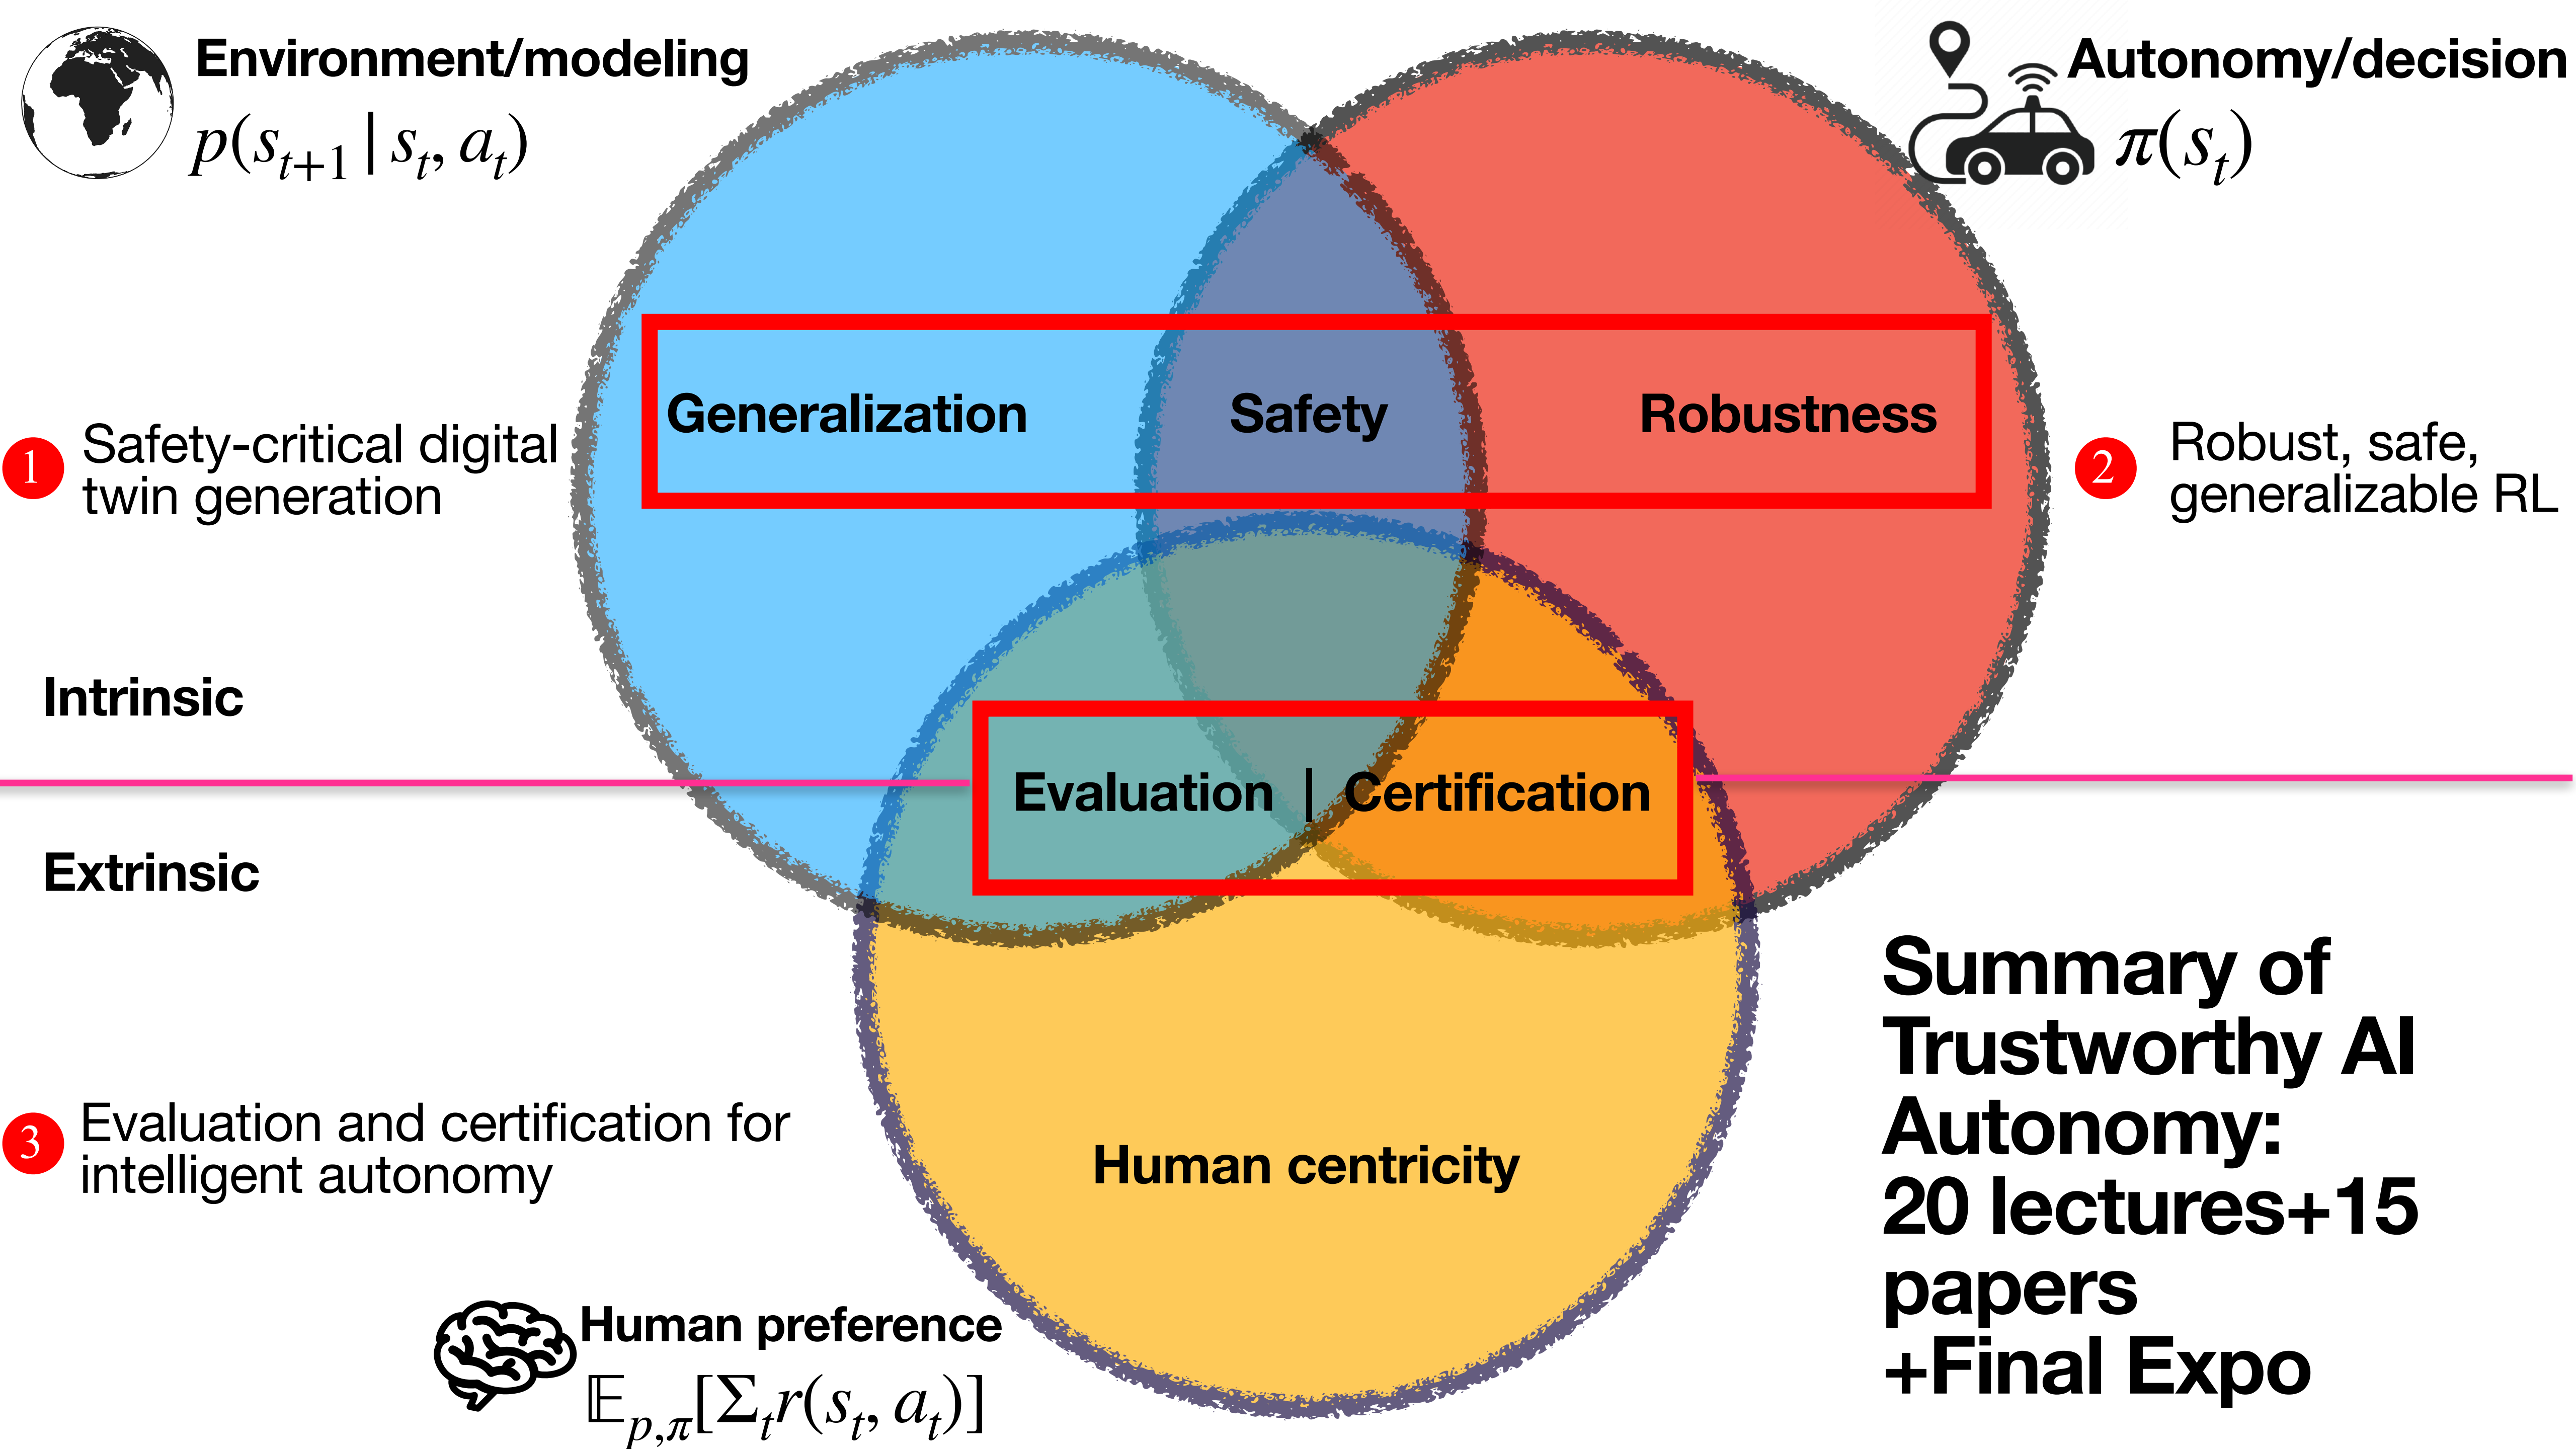 Environment/modeling
p(s_{t+1} | s_t, a_t)
Autonomy/decision
π(s_t)
Generalization
Safety
Robustness
1
Safety-critical digital
twin generation
2
Robust, safe,
generalizable RL
Intrinsic
Evaluation | Certification
Extrinsic
3
Evaluation and certification for
intelligent autonomy
Human centricity
Human preference
𝔼_{p,π}[Σ_t r(s_t, a_t)]
Summary of
Trustworthy AI
Autonomy:
20 lectures+15
papers
+Final Expo